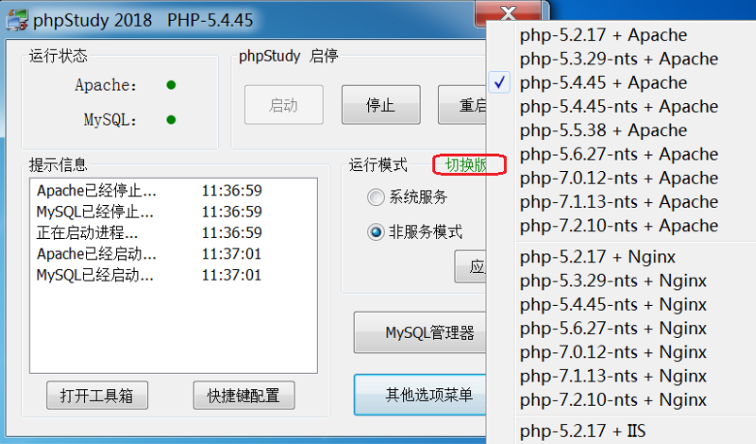 phpStudy 2018 PHP-5.4.45
运行状态
Apache:
MySQL:
phpStudy 启停
启动
停止
重启
提示信息
Apache已经停止... 11:36:59
MySQL已经停止... 11:36:59
正在启动进程... 11:36:59
Apache已经启动... 11:37:01
MySQL已经启动... 11:37:01
打开工具箱
快捷键配置
运行模式
切换版
系统服务
非服务模式
应
MySQL管理器
其他选项菜单
php-5.2.17 + Apache
php-5.3.29-nts + Apache
php-5.4.45 + Apache
php-5.4.45-nts + Apache
php-5.5.38 + Apache
php-5.6.27-nts + Apache
php-7.0.12-nts + Apache
php-7.1.13-nts + Apache
php-7.2.10-nts + Apache
php-5.2.17 + Nginx
php-5.3.29-nts + Nginx
php-5.4.45-nts + Nginx
php-5.6.27-nts + Nginx
php-7.0.12-nts + Nginx
php-7.1.13-nts + Nginx
php-7.2.10-nts + Nginx
php-5.2.17 + IIS